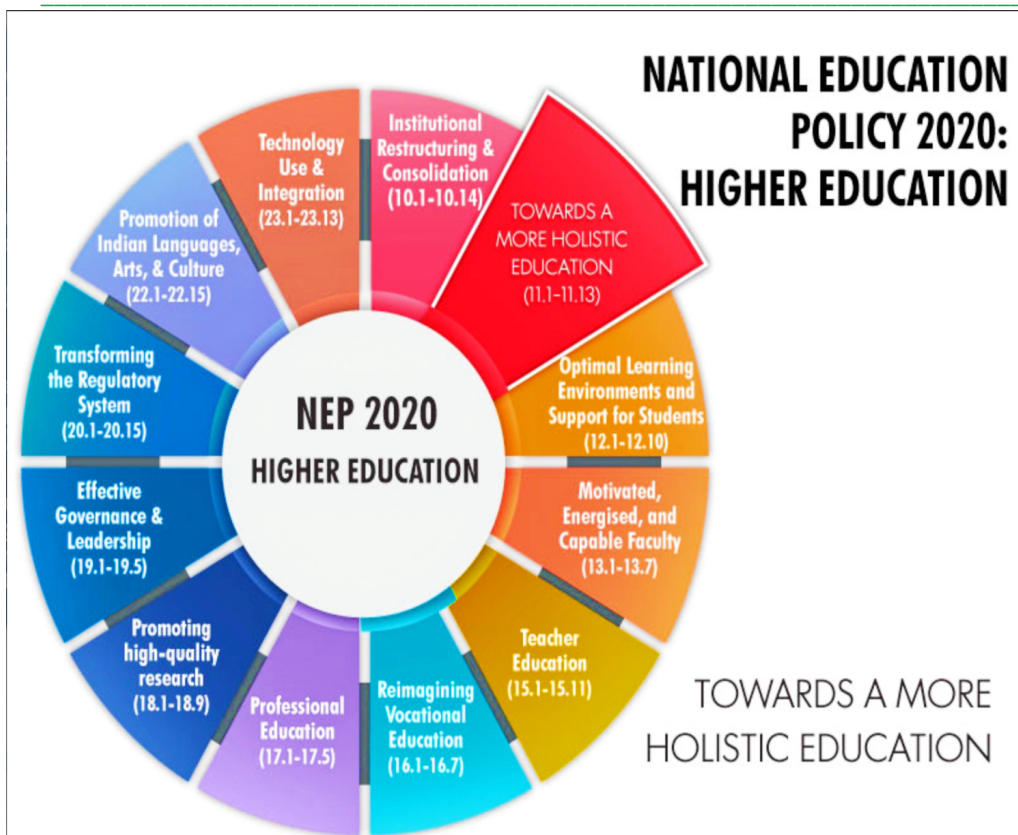 NATIONAL EDUCATION
POLICY 2020:
HIGHER EDUCATION
Institutional
Restructuring &
Consolidation
(10.1-10.14)
TOWARDS A
MORE HOLISTIC
EDUCATION
(11.1-11.13)
Optimal Learning
Environments and
Support for Students
(12.1-12.10)
Motivated,
Energised, and
Capable Faculty
(13.1-13.7)
Teacher
Education
(15.1-15.11)
Reimagining
Vocational
Education
(16.1-16.7)
Professional
Education
(17.1-17.5)
Promoting
high-quality
research
(18.1-18.9)
Effective
Governance &
Leadership
(19.1-19.5)
Transforming
the Regulatory
System
(20.1-20.15)
Promotion of
Indian Languages,
Arts, & Culture
(22.1-22.15)
Technology
Use &
Integration
(23.1-23.13)
NEP 2020
HIGHER EDUCATION
TOWARDS A MORE
HOLISTIC EDUCATION